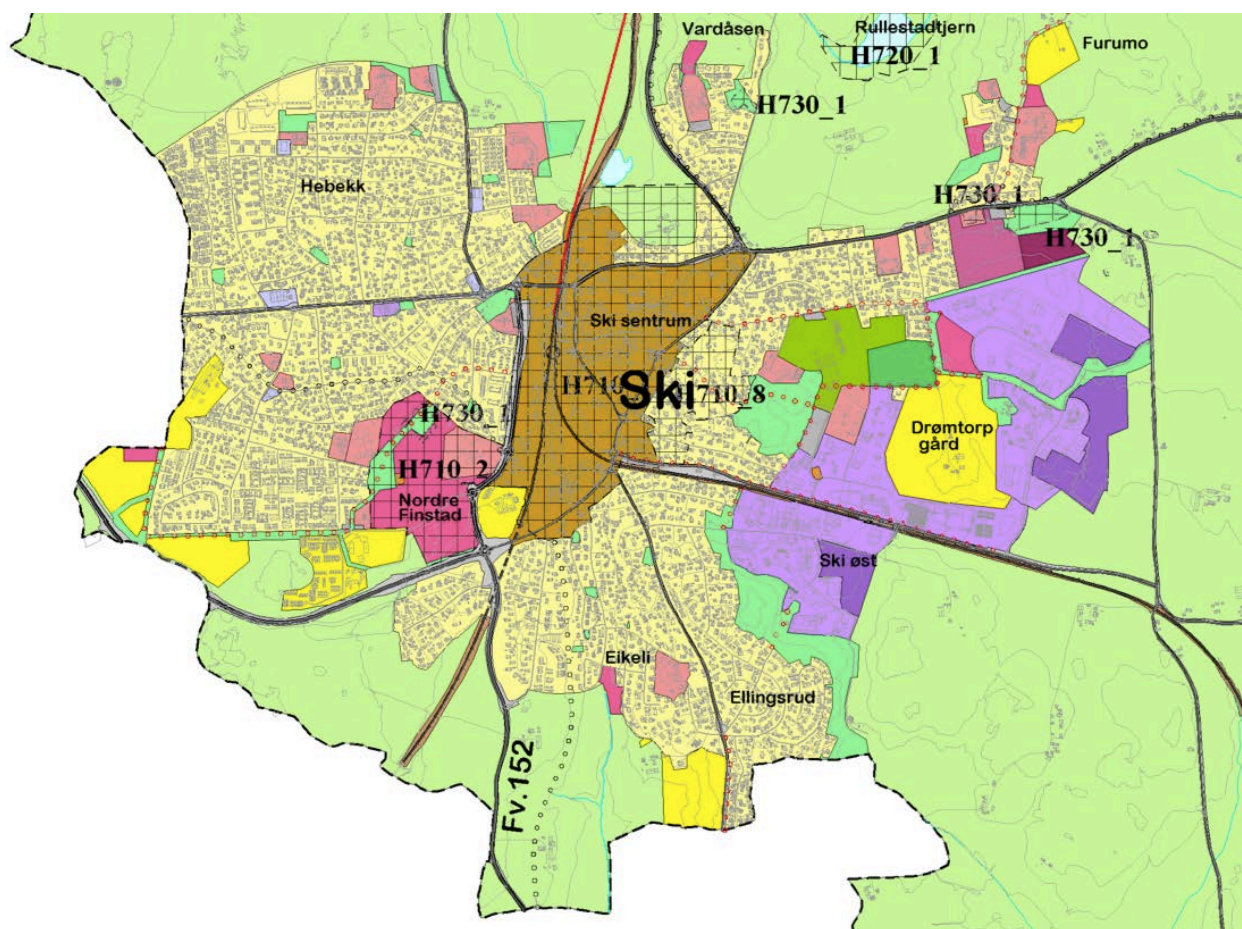 Vardåsen
Rullestadtjern
Furumo
H720_1
H730_1
Hebekk
H730_1
H730_1
Ski sentrum
H710_
Ski
710_8
H730_1
Drømtorp
gård
H710_2
Nordre
Finstad
Ski øst
Eikeli
Ellingsrud
Fv.152